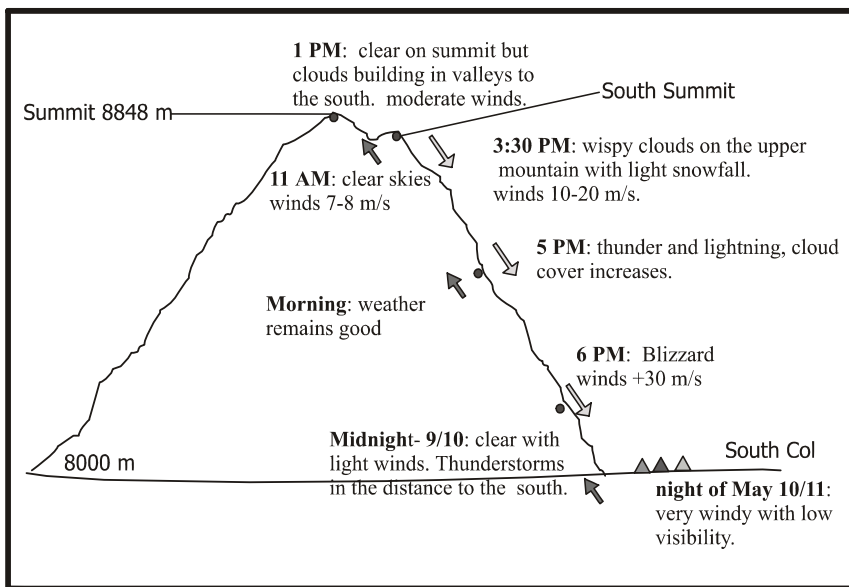 1 PM: clear on summit but
clouds building in valleys to
the south. moderate winds.
Summit 8848 m
South Summit
3:30 PM: wispy clouds on the upper
mountain with light snowfall.
winds 10-20 m/s.
11 AM: clear skies
winds 7-8 m/s
5 PM: thunder and lightning, cloud
cover increases.
Morning: weather
remains good
6 PM: Blizzard
winds +30 m/s
Midnight- 9/10: clear with
light winds. Thunderstorms
in the distance to the south.
8000 m
South Col
night of May 10/11:
very windy with low
visibility.